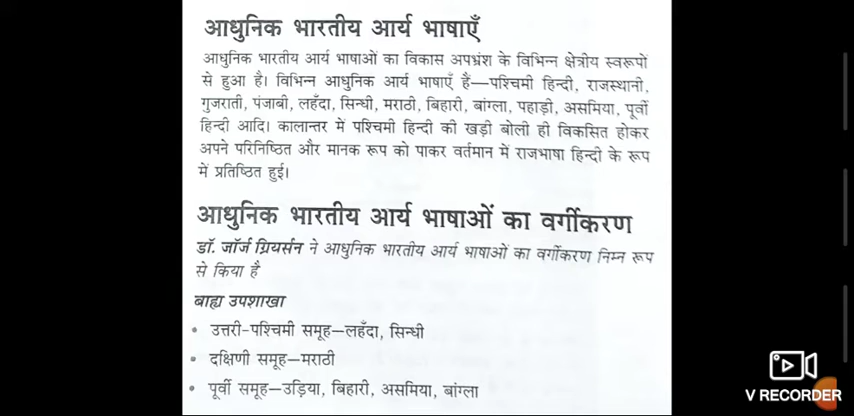 आधुनिक भारतीय आर्य भाषाएँ
आधुनिक भारतीय आर्य भाषाओं का विकास अपभ्रंश के विभिन्न क्षेत्रीय स्वरूपों
से हुआ है। विभिन्न आधुनिक आर्य भाषाएँ हैं—पश्चिमी हिन्दी, राजस्थानी,
गुजराती, पंजाबी, लहँदा, सिन्धी, मराठी, बिहारी, बांग्ला, पहाड़ी, असमिया, पूर्वी
हिन्दी आदि। कालान्तर में पश्चिमी हिन्दी की खड़ी बोली ही विकसित होकर
अपने परिनिष्ठित और मानक रूप को पाकर वर्तमान में राजभाषा हिन्दी के रूप
में प्रतिष्ठित हुई।
आधुनिक भारतीय आर्य भाषाओं का वर्गीकरण
डॉ. जॉर्ज ग्रियर्सन ने आधुनिक भारतीय आर्य भाषाओं का वर्गीकरण निम्न रूप
से किया है
बाह्य उपशाखा
• उत्तरी-पश्चिमी समूह—लहँदा, सिन्धी
• दक्षिणी समूह—मराठी
• पूर्वी समूह—उड़िया, बिहारी, असमिया, बांग्ला
V RECORDER